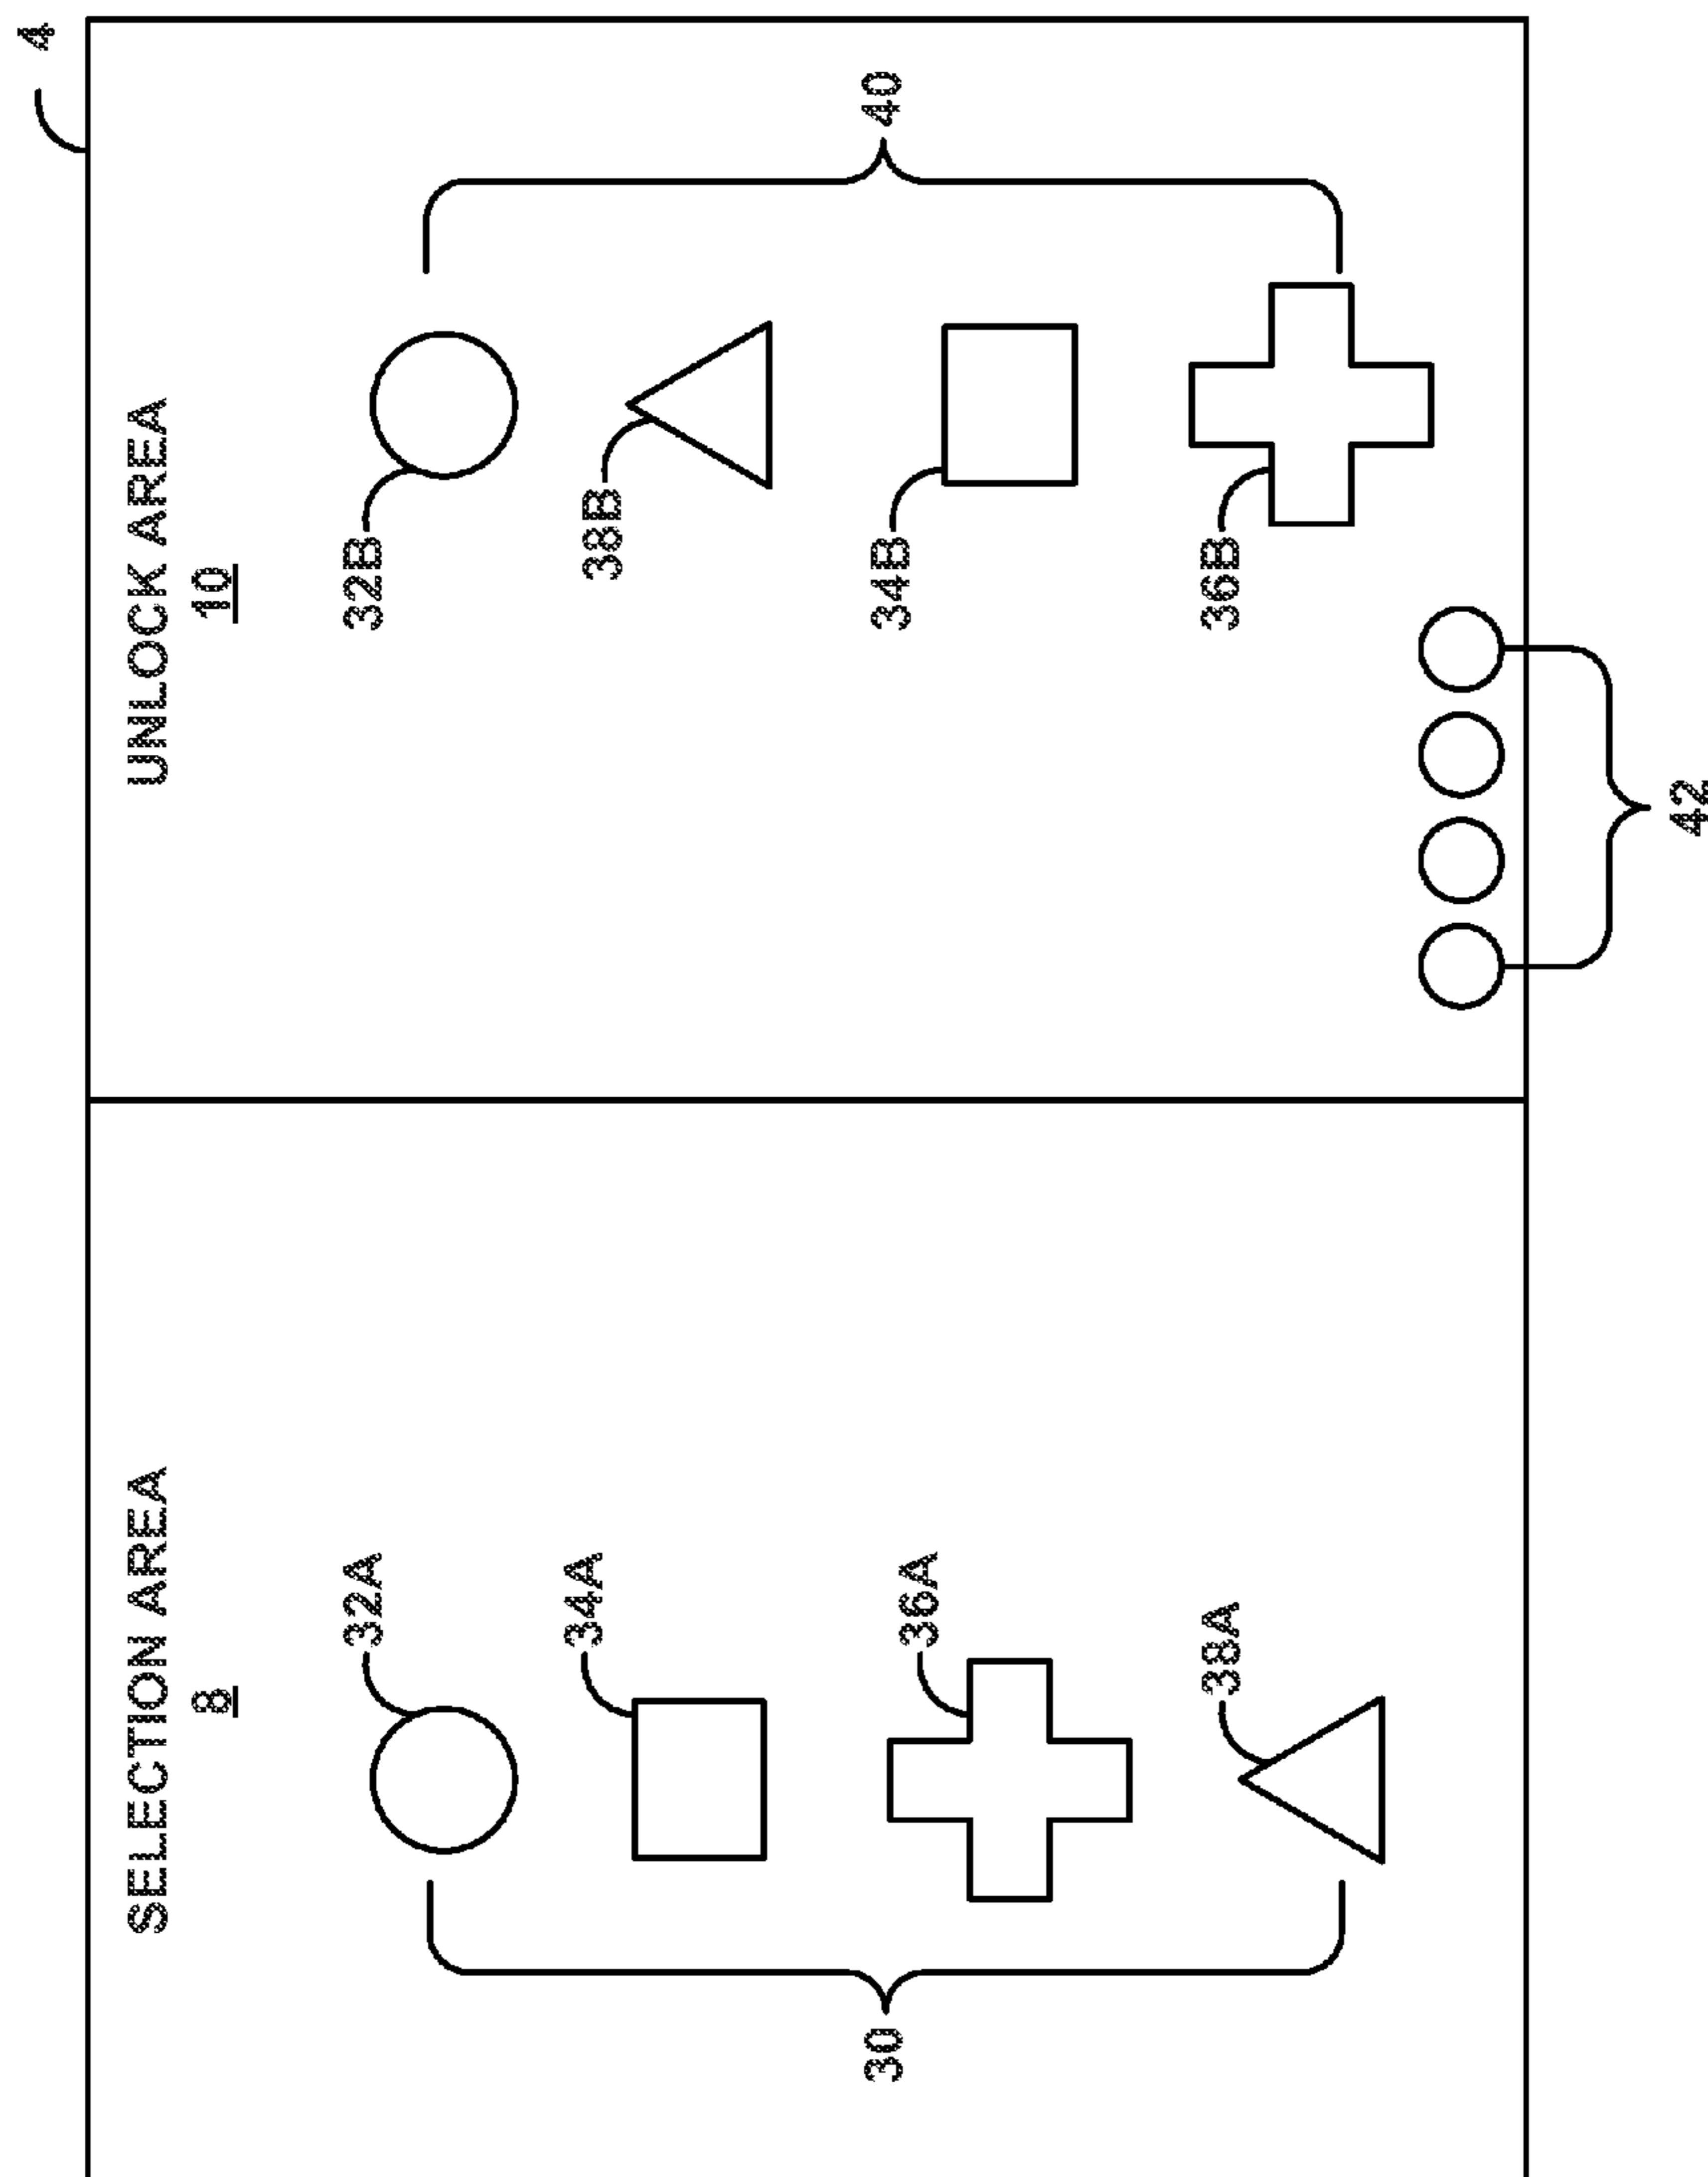 SELECTION AREA
8
32A
34A
36A
38A
30
UNLOCK AREA
10
32B
38B
34B
36B
40
42
4